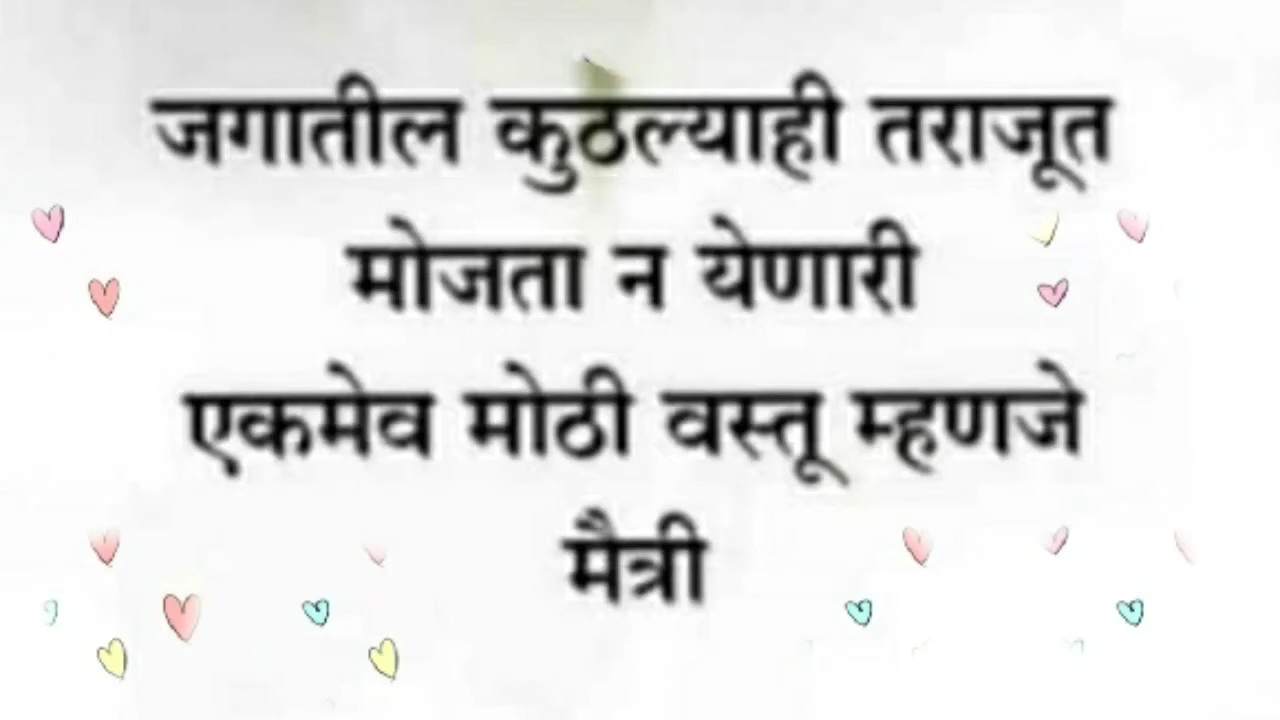 जगातील कुठल्याही तराजूत
मोजता न येणारी
एकमेव मोठी वस्तू म्हणजे
मैत्री